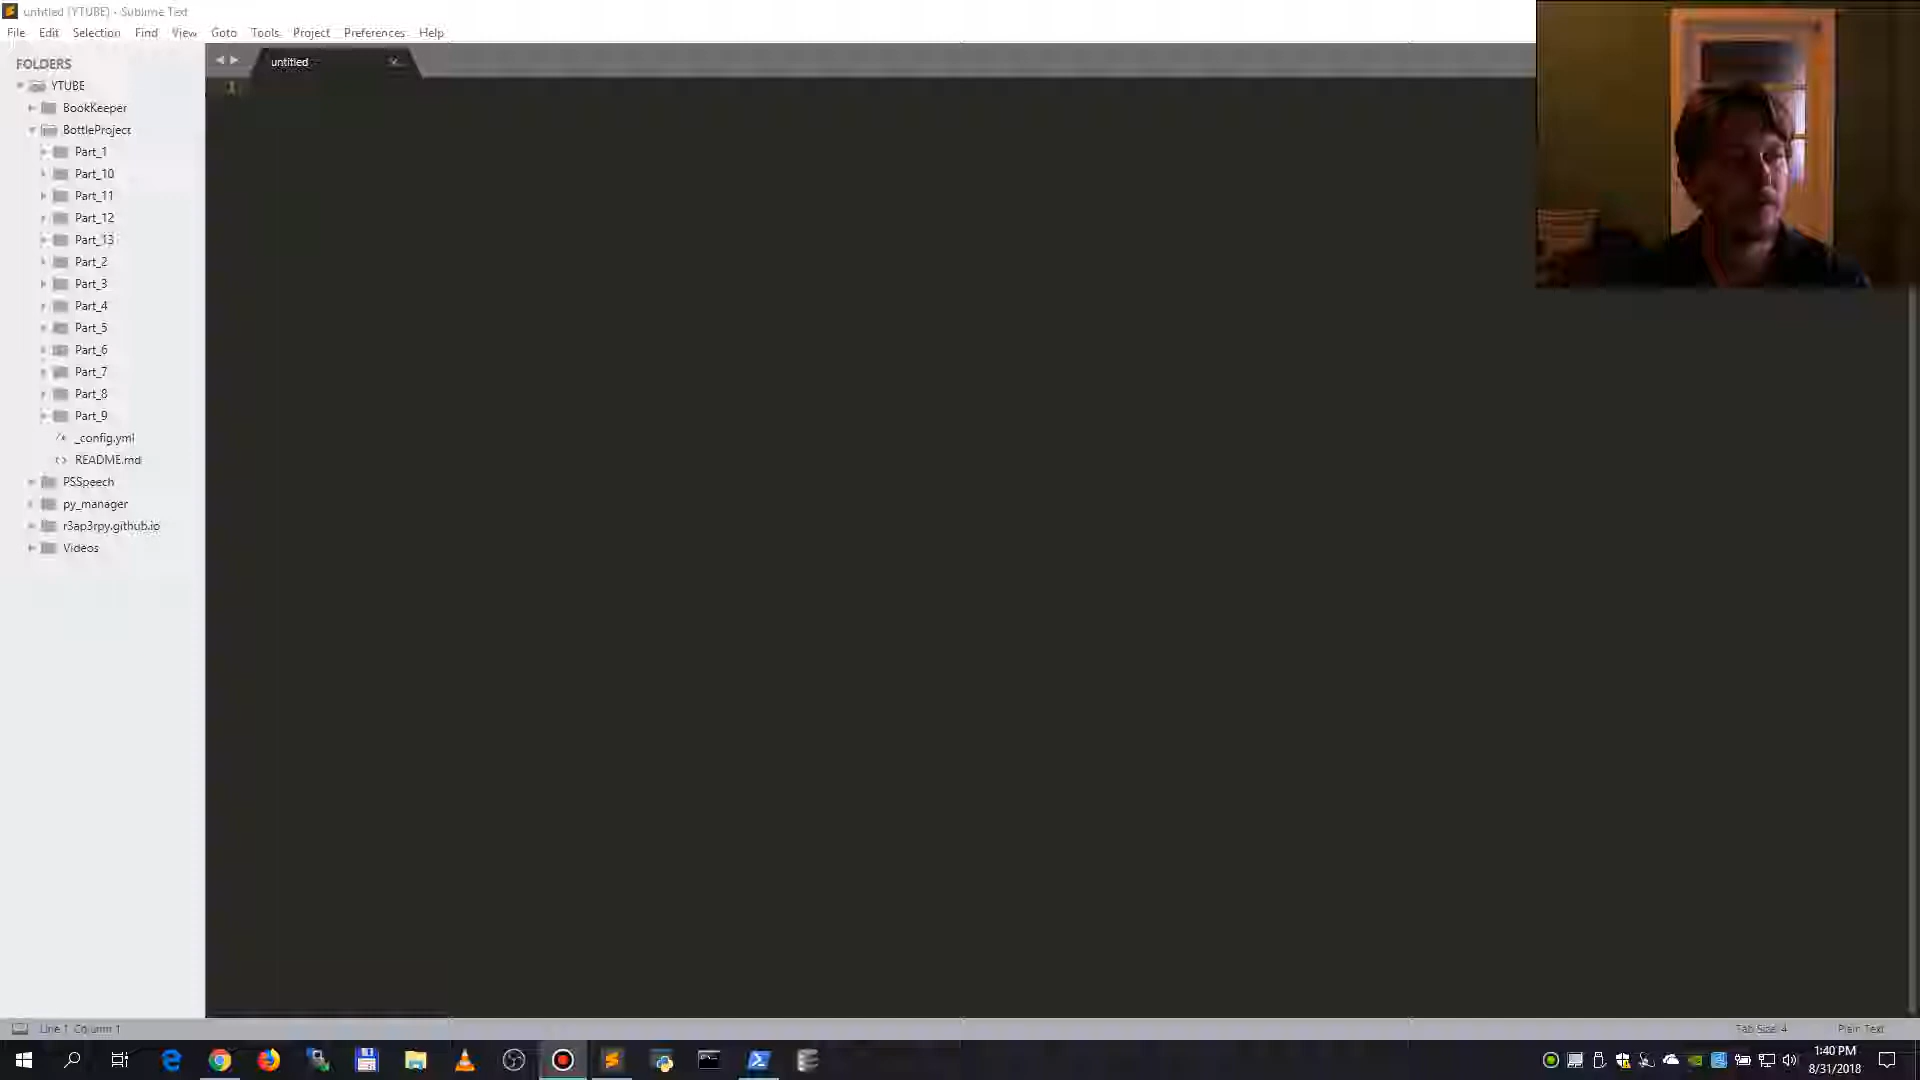 untitled (YTUBE) - Sublime Text
File Edit Selection Find View Goto Tools Project Preferences Help
FOLDERS
untitled
1
YTUBE
BookKeeper
BottleProject
Part_1
Part_10
Part_11
Part_12
Part_13
Part_2
Part_3
Part_4
Part_5
Part_6
Part_7
Part_8
Part_9
_config.yml
README.md
PSSpeech
py_manager
r3ap3rpy.github.io
Videos
Line 1, Column 1
Tab Size: 4
Plain Text
1:40 PM
8/31/2018